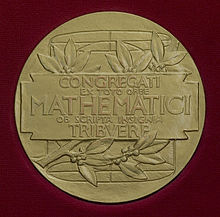 CONGREGATI
EX TOTO ORBE
MATHEMATICI
OB SCRIPTA INSIGNIA
TRIBVERE